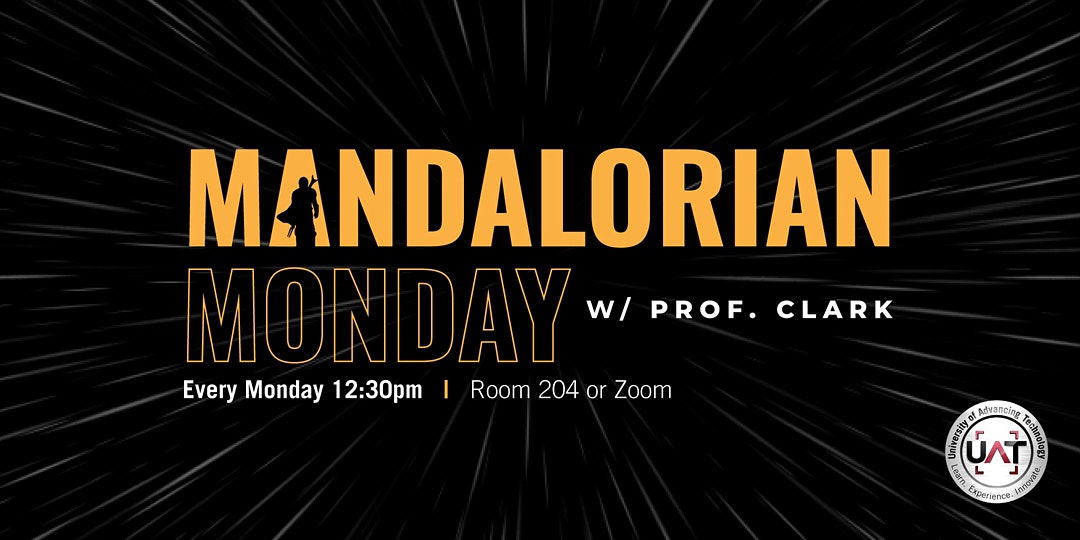 MANDALORIAN
MONDAY
W/ PROF. CLARK
Every Monday 12:30pm | Room 204 or Zoom
University of Advancing Technology
UAT
Learn. Experience. Innovate.